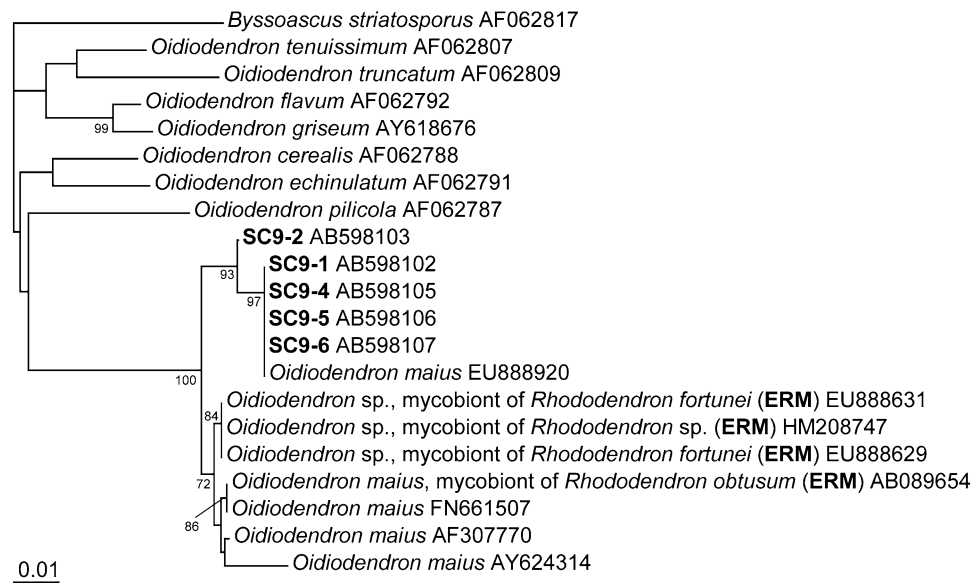 Byssoascus striatosporus AF062817
Oidiodendron tenuissimum AF062807
Oidiodendron truncatum AF062809
Oidiodendron flavum AF062792
99
Oidiodendron griseum AY618676
Oidiodendron cerealis AF062788
Oidiodendron echinulatum AF062791
Oidiodendron pilicola AF062787
SC9-2 AB598103
93
SC9-1 AB598102
SC9-4 AB598105
97
SC9-5 AB598106
SC9-6 AB598107
Oidiodendron maius EU888920
100
Oidiodendron sp., mycobiont of Rhododendron fortunei (ERM) EU888631
84
Oidiodendron sp., mycobiont of Rhododendron sp. (ERM) HM208747
Oidiodendron sp., mycobiont of Rhododendron fortunei (ERM) EU888629
72
Oidiodendron maius, mycobiont of Rhododendron obtusum (ERM) AB089654
Oidiodendron maius FN661507
86
Oidiodendron maius AF307770
Oidiodendron maius AY624314
0.01